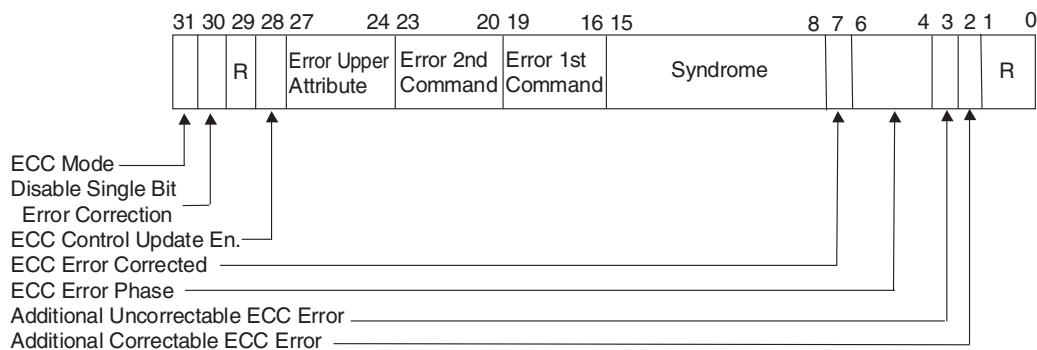 31 30 29 28 27 24 23 20 19 16 15 8 7 6 4 3 2 1 0
R
Error Upper
Attribute
Error 2nd
Command
Error 1st
Command
Syndrome
R
ECC Mode
Disable Single Bit
Error Correction
ECC Control Update En.
ECC Error Corrected
ECC Error Phase
Additional Uncorrectable ECC Error
Additional Correctable ECC Error